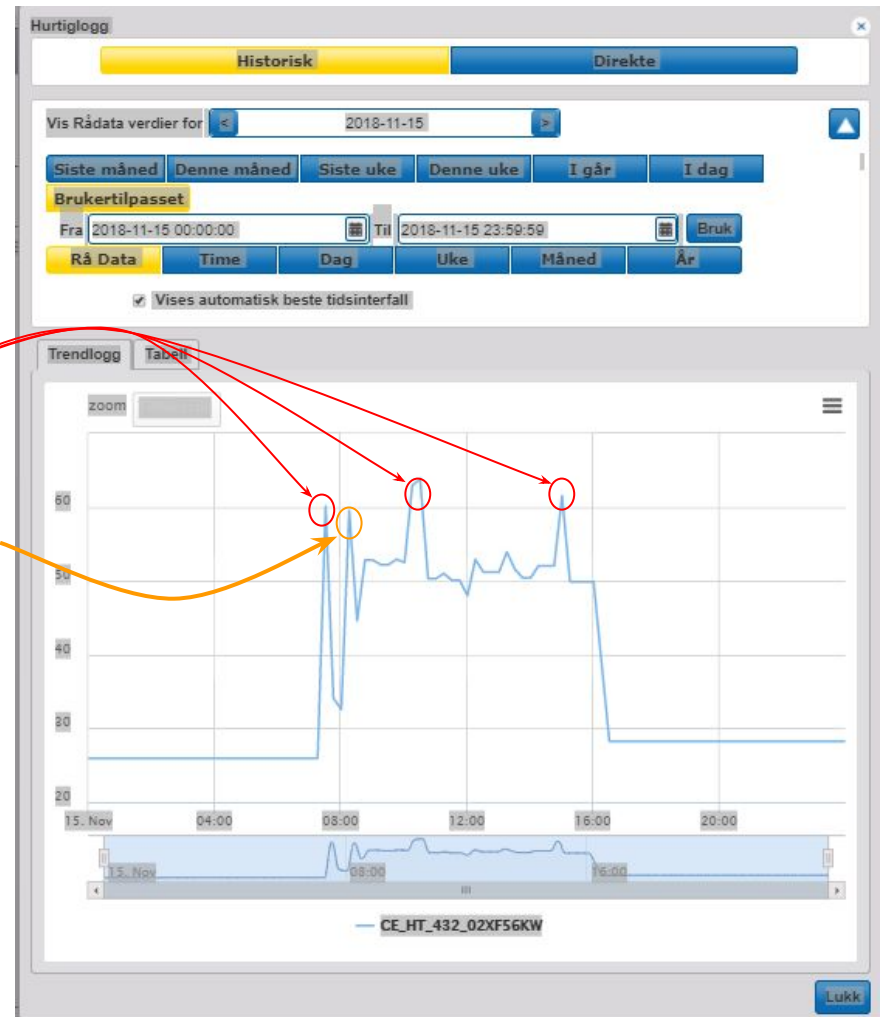 Hurtiglogg
Historisk Direkte
Vis Rådata verdier for < 2018-11-15 >
Siste måned Denne måned Siste uke Denne uke I går I dag
Brukertilpasset
Fra 2018-11-15 00:00:00 Til 2018-11-15 23:59:59 Bruk
Rå Data Time Dag Uke Måned År
Vises automatisk beste tidsinterfall
Trendlogg Tabell
zoom
60
50
40
30
20
15. Nov 04:00 08:00 12:00 16:00 20:00
15. Nov 08:00 16:00
CE_HT_432_02XF56KW
Lukk